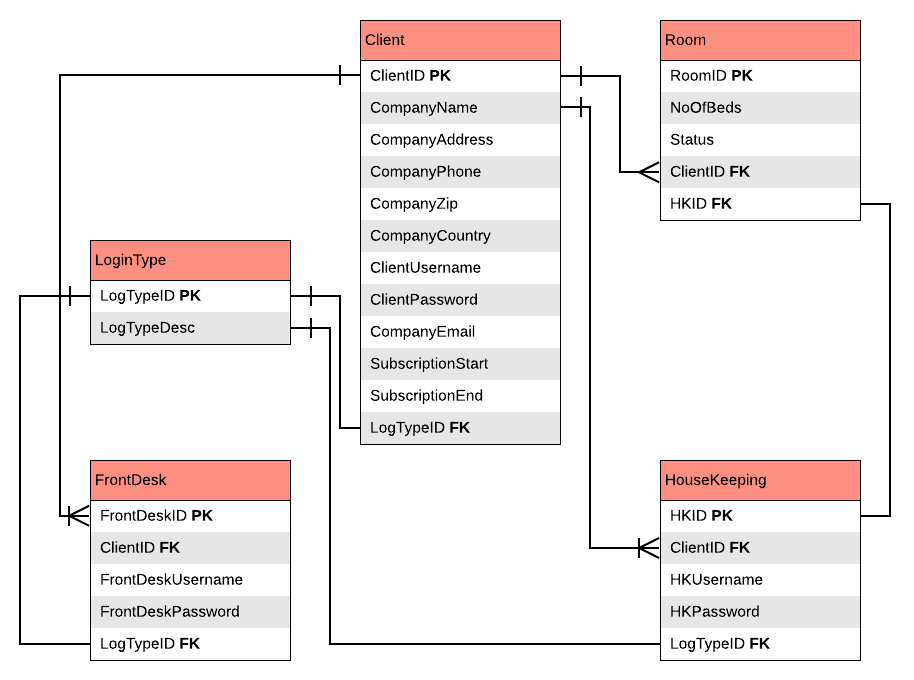 Client
ClientID PK
CompanyName
CompanyAddress
CompanyPhone
CompanyZip
CompanyCountry
ClientUsername
ClientPassword
CompanyEmail
SubscriptionStart
SubscriptionEnd
LogTypeID FK
Room
RoomID PK
NoOfBeds
Status
ClientID FK
HKID FK
LoginType
LogTypeID PK
LogTypeDesc
FrontDesk
FrontDeskID PK
ClientID FK
FrontDeskUsername
FrontDeskPassword
LogTypeID FK
HouseKeeping
HKID PK
ClientID FK
HKUsername
HKPassword
LogTypeID FK